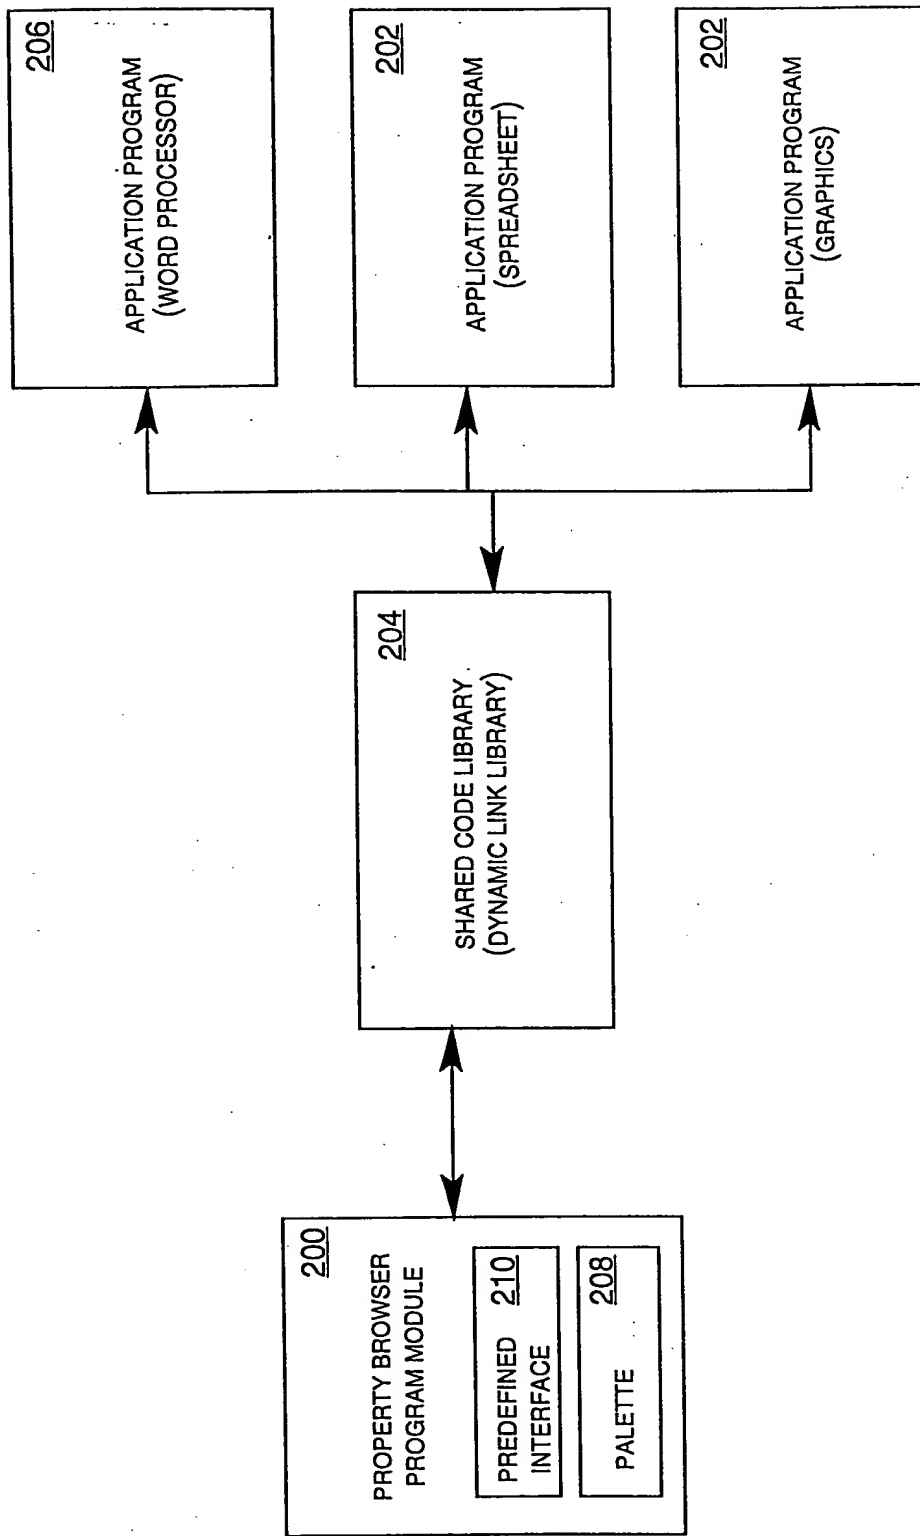 200
PROPERTY BROWSER
PROGRAM MODULE
PREDEFINED
INTERFACE
210
PALETTE
208
204
SHARED CODE LIBRARY
(DYNAMIC LINK LIBRARY)
206
APPLICATION PROGRAM
(WORD PROCESSOR)
202
APPLICATION PROGRAM
(SPREADSHEET)
202
APPLICATION PROGRAM
(GRAPHICS)